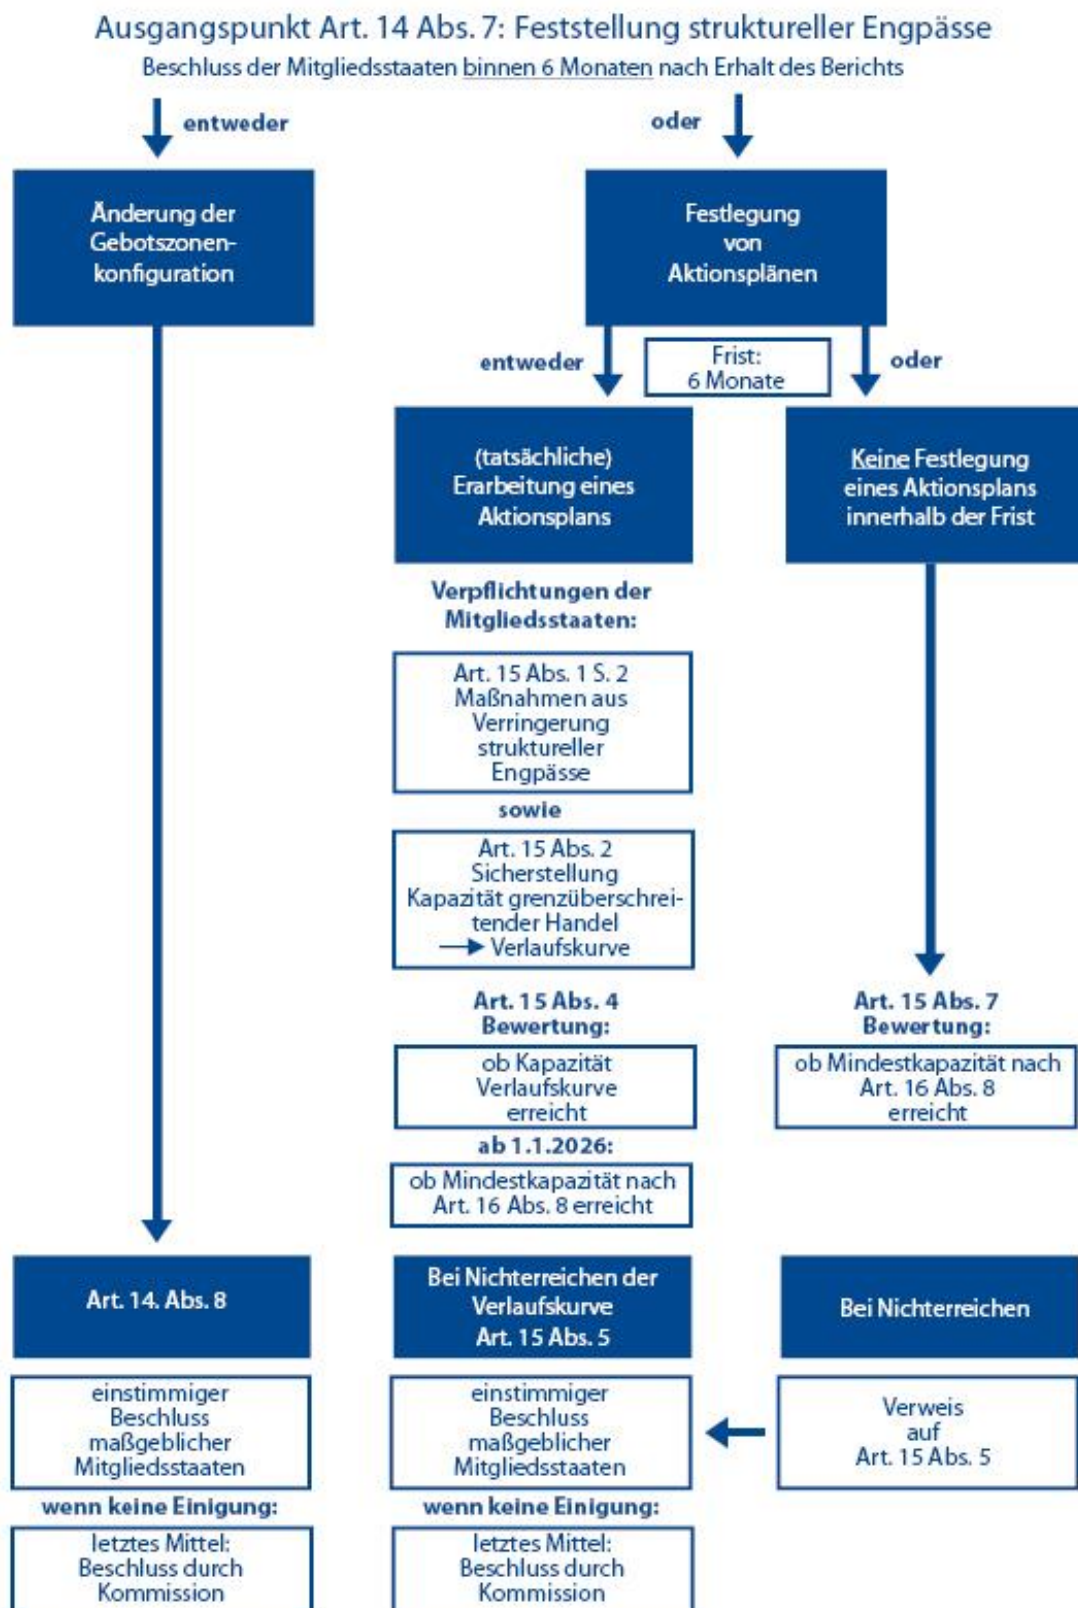 Ausgangspunkt Art. 14 Abs. 7: Feststellung struktureller Engpässe
Beschluss der Mitgliedsstaaten binnen 6 Monaten nach Erhalt des Berichts
entweder
oder
Änderung der
Gebotszonen-
konfiguration
Festlegung
von
Aktionsplänen
entweder
Frist:
6 Monate
oder
(tatsächliche)
Erarbeitung eines
Aktionsplans
Keine Festlegung
eines Aktionsplans
innerhalb der Frist
Verpflichtungen der
Mitgliedsstaaten:
Art. 15 Abs. 1 S. 2
Maßnahmen aus
Verringerung
struktureller
Engpässe
sowie
Art. 15 Abs. 2
Sicherstellung
Kapazität grenzüberschrei-
tender Handel
→ Verlaufskurve
Art. 15 Abs. 4
Bewertung:
ob Kapazität
Verlaufskurve
erreicht
ab 1.1.2026:
ob Mindestkapazität nach
Art. 16 Abs. 8 erreicht
Art. 15 Abs. 7
Bewertung:
ob Mindestkapazität nach
Art. 16 Abs. 8
erreicht
Art. 14. Abs. 8
einstimmiger
Beschluss
maßgeblicher
Mitgliedsstaaten
wenn keine Einigung:
letztes Mittel:
Beschluss durch
Kommission
Bei Nichterreichen der
Verlaufskurve
Art. 15 Abs. 5
einstimmiger
Beschluss
maßgeblicher
Mitgliedsstaaten
wenn keine Einigung:
letztes Mittel:
Beschluss durch
Kommission
Bei Nichterreichen
Verweis
auf
Art. 15 Abs. 5